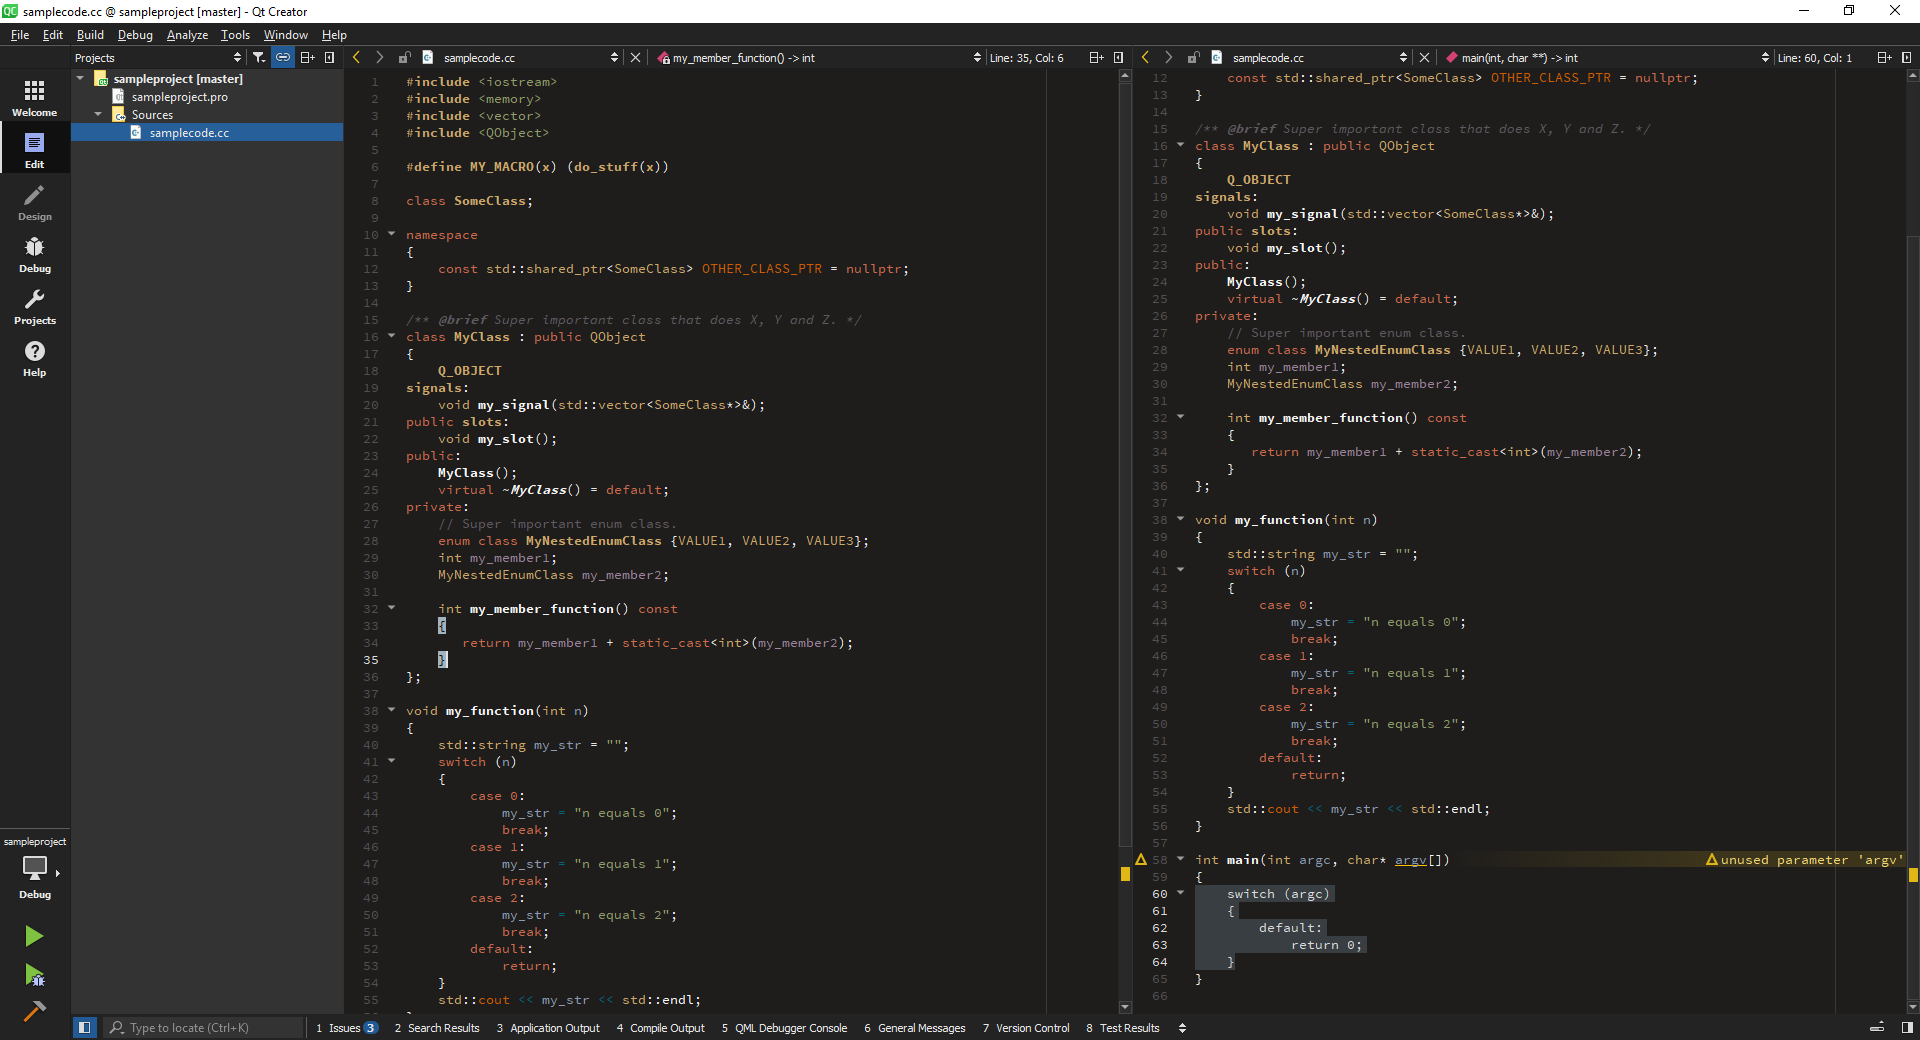 samplecode.cc @ sampleproject [master] - Qt Creator
File Edit Build Debug Analyze Tools Window Help
Projects
samplecode.cc
my_member_function() -> int
Line: 35, Col: 6
samplecode.cc
main(int, char **) -> int
Line: 60, Col: 1
Welcome
Edit
Design
Debug
Projects
Help
sampleproject
Debug
sampleproject [master]
sampleproject.pro
Sources
samplecode.cc
1 #include <iostream>
2 #include <memory>
3 #include <vector>
4 #include <QObject>
5
6 #define MY_MACRO(x) (do_stuff(x))
7
8 class SomeClass;
9
10 namespace
11 {
12 const std::shared_ptr<SomeClass> OTHER_CLASS_PTR = nullptr;
13 }
14
15 /** @brief Super important class that does X, Y and Z. */
16 class MyClass : public QObject
17 {
18 Q_OBJECT
19 signals:
20 void my_signal(std::vector<SomeClass*>&);
21 public slots:
22 void my_slot();
23 public:
24 MyClass();
25 virtual ~MyClass() = default;
26 private:
27 // Super important enum class.
28 enum class MyNestedEnumClass {VALUE1, VALUE2, VALUE3};
29 int my_member1;
30 MyNestedEnumClass my_member2;
31
32 int my_member_function() const
33 {
34 return my_member1 + static_cast<int>(my_member2);
35 }
36 };
37
38 void my_function(int n)
39 {
40 std::string my_str = "";
41 switch (n)
42 {
43 case 0:
44 my_str = "n equals 0";
45 break;
46 case 1:
47 my_str = "n equals 1";
48 break;
49 case 2:
50 my_str = "n equals 2";
51 break;
52 default:
53 return;
54 }
55 std::cout << my_str << std::endl;
12 const std::shared_ptr<SomeClass> OTHER_CLASS_PTR = nullptr;
13 }
14
15 /** @brief Super important class that does X, Y and Z. */
16 class MyClass : public QObject
17 {
18 Q_OBJECT
19 signals:
20 void my_signal(std::vector<SomeClass*>&);
21 public slots:
22 void my_slot();
23 public:
24 MyClass();
25 virtual ~MyClass() = default;
26 private:
27 // Super important enum class.
28 enum class MyNestedEnumClass {VALUE1, VALUE2, VALUE3};
29 int my_member1;
30 MyNestedEnumClass my_member2;
31
32 int my_member_function() const
33 {
34 return my_member1 + static_cast<int>(my_member2);
35 }
36 };
37
38 void my_function(int n)
39 {
40 std::string my_str = "";
41 switch (n)
42 {
43 case 0:
44 my_str = "n equals 0";
45 break;
46 case 1:
47 my_str = "n equals 1";
48 break;
49 case 2:
50 my_str = "n equals 2";
51 break;
52 default:
53 return;
54 }
55 std::cout << my_str << std::endl;
56 }
57
58 int main(int argc, char* argv[]) unused parameter 'argv'
59 {
60 switch (argc)
61 {
62 default:
63 return 0;
64 }
65 }
66
Type to locate (Ctrl+K)
1 Issues 3 2 Search Results 3 Application Output 4 Compile Output 5 QML Debugger Console 6 General Messages 7 Version Control 8 Test Results